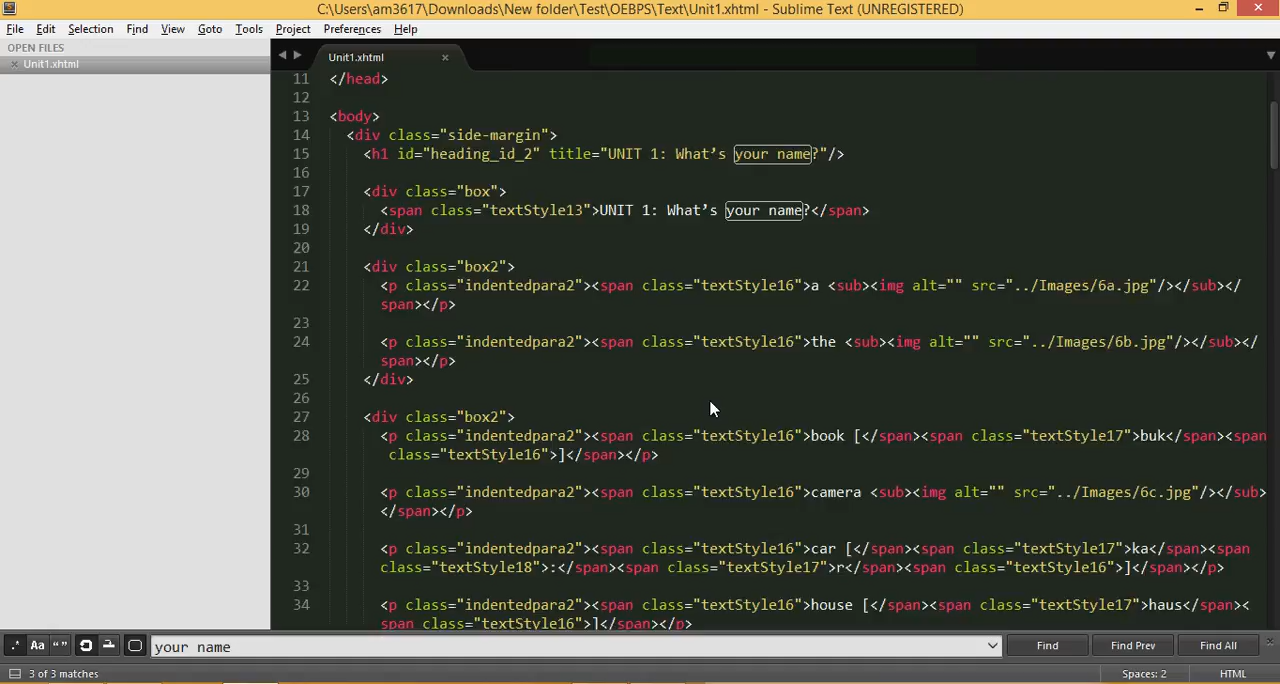 C:\Users\am3617\Downloads\New folder\Test\OEBPS\Text\Unit1.xhtml - Sublime Text (UNREGISTERED)
File Edit Selection Find View Goto Tools Project Preferences Help
OPEN FILES
Unit1.xhtml
Unit1.xhtml
11 </head>
12
13 <body>
14 <div class="side-margin">
15 <h1 id="heading_id_2" title="UNIT 1: What’s your name?"/>
16
17 <div class="box">
18 <span class="textStyle13">UNIT 1: What’s your name?</span>
19 </div>
20
21 <div class="box2">
22 <p class="indentedpara2"><span class="textStyle16">a <sub><img alt="" src="../Images/6a.jpg"/></sub></
span></p>
23
24 <p class="indentedpara2"><span class="textStyle16">the <sub><img alt="" src="../Images/6b.jpg"/></sub></
span></p>
25 </div>
26
27 <div class="box2">
28 <p class="indentedpara2"><span class="textStyle16">book [</span><span class="textStyle17">buk</span><span
class="textStyle16">]</span></p>
29
30 <p class="indentedpara2"><span class="textStyle16">camera <sub><img alt="" src="../Images/6c.jpg"/></sub>
</span></p>
31
32 <p class="indentedpara2"><span class="textStyle16">car [</span><span class="textStyle17">ka</span><span
class="textStyle18">:</span><span class="textStyle17">r</span><span class="textStyle16">]</span></p>
33
34 <p class="indentedpara2"><span class="textStyle16">house [</span><span class="textStyle17">haus</span><
span class="textStyle16">]</span></p>
.* Aa “” your name Find Find Prev Find All
3 of 3 matches Spaces: 2 HTML